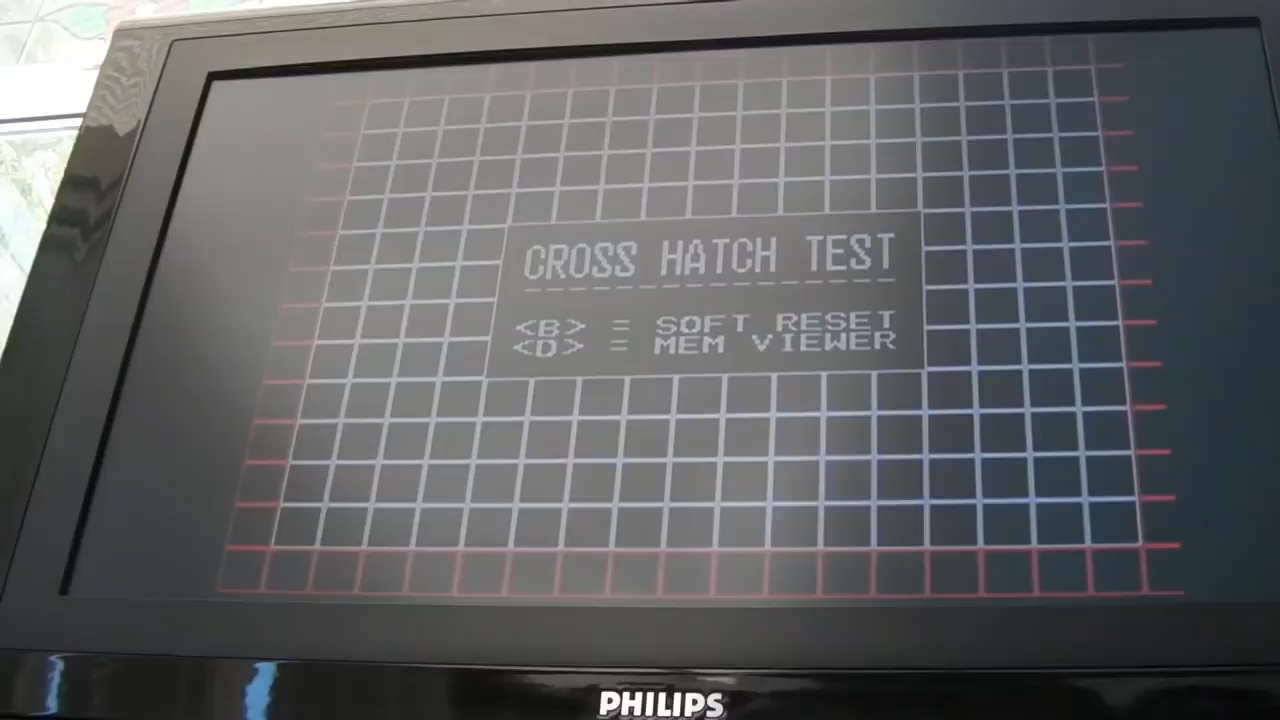 CROSS HATCH TEST
<B> = SOFT RESET
<D> = MEM VIEWER
PHILIPS